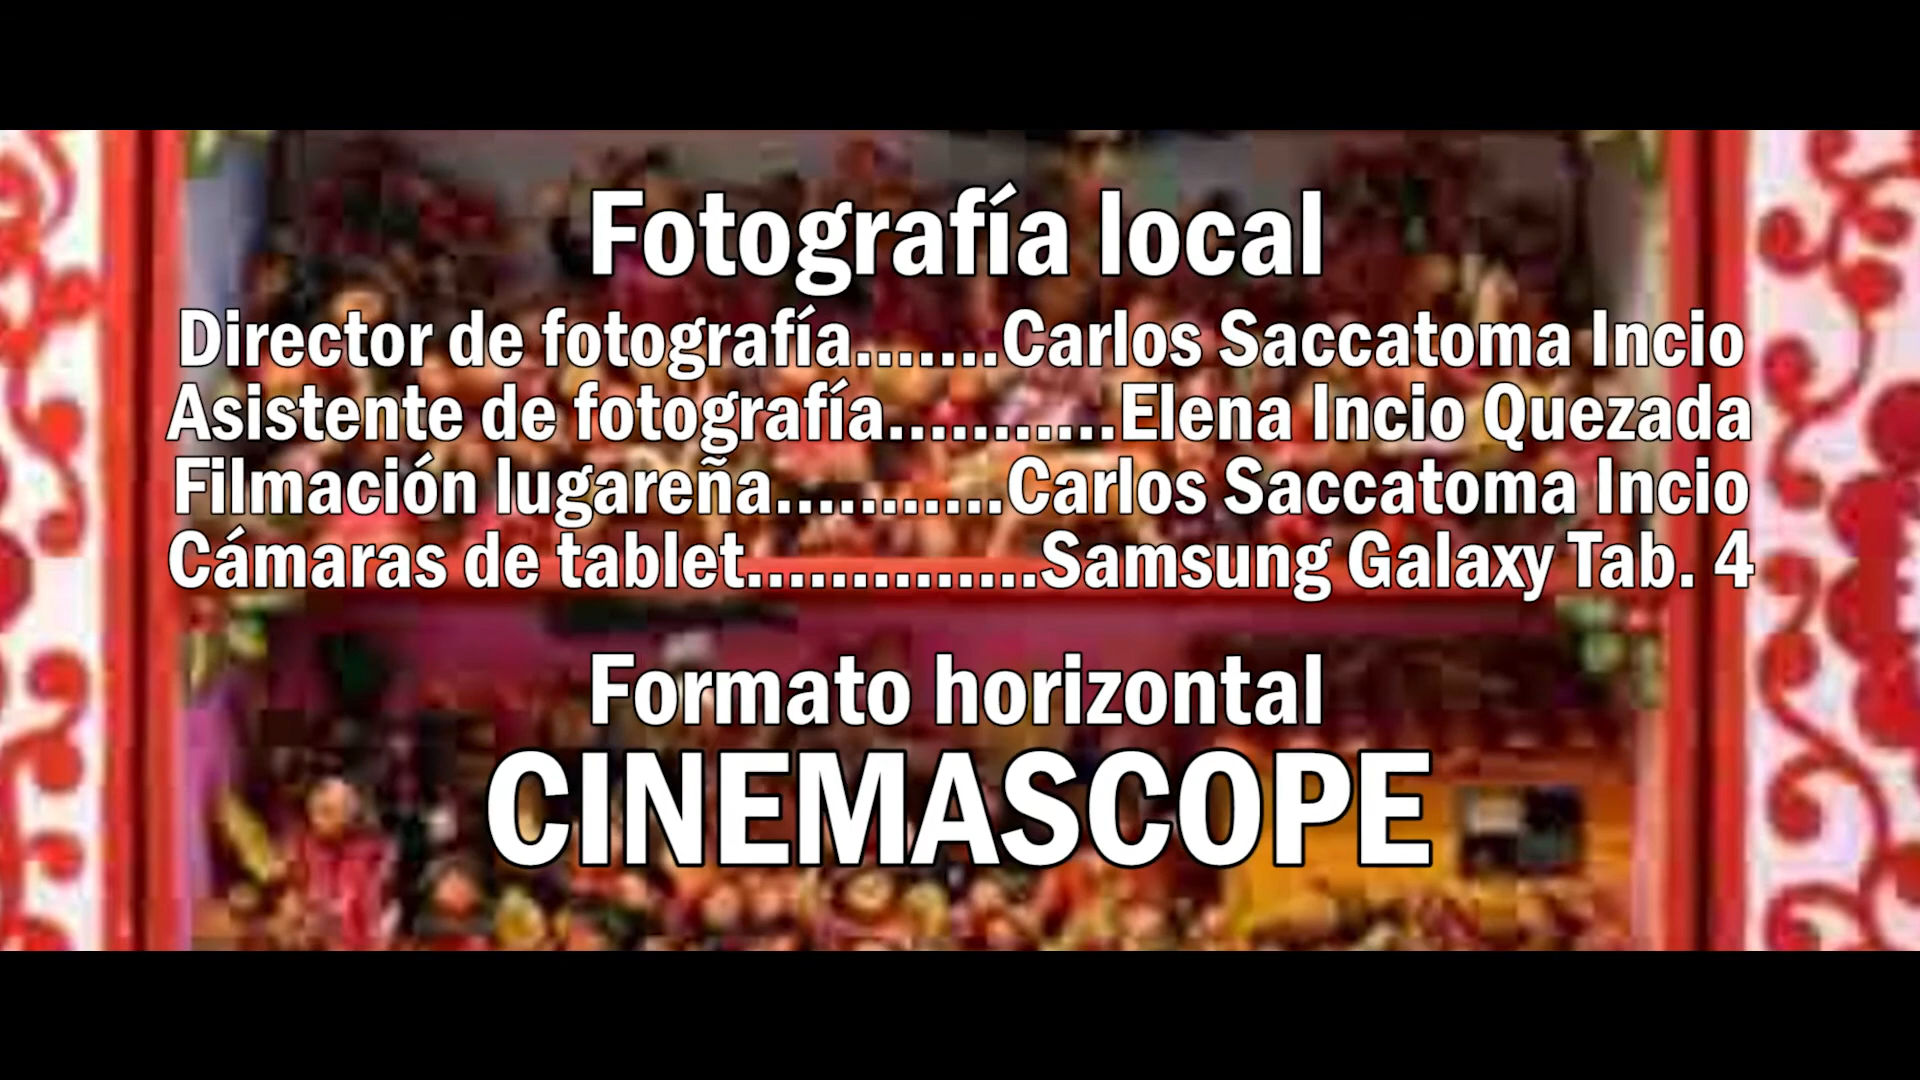 Fotografía local
Director de fotografía.......Carlos Saccatoma Incio
Asistente de fotografía...........Elena Incio Quezada
Filmación lugareña...........Carlos Saccatoma Incio
Cámaras de tablet..............Samsung Galaxy Tab. 4
Formato horizontal
CINEMASCOPE